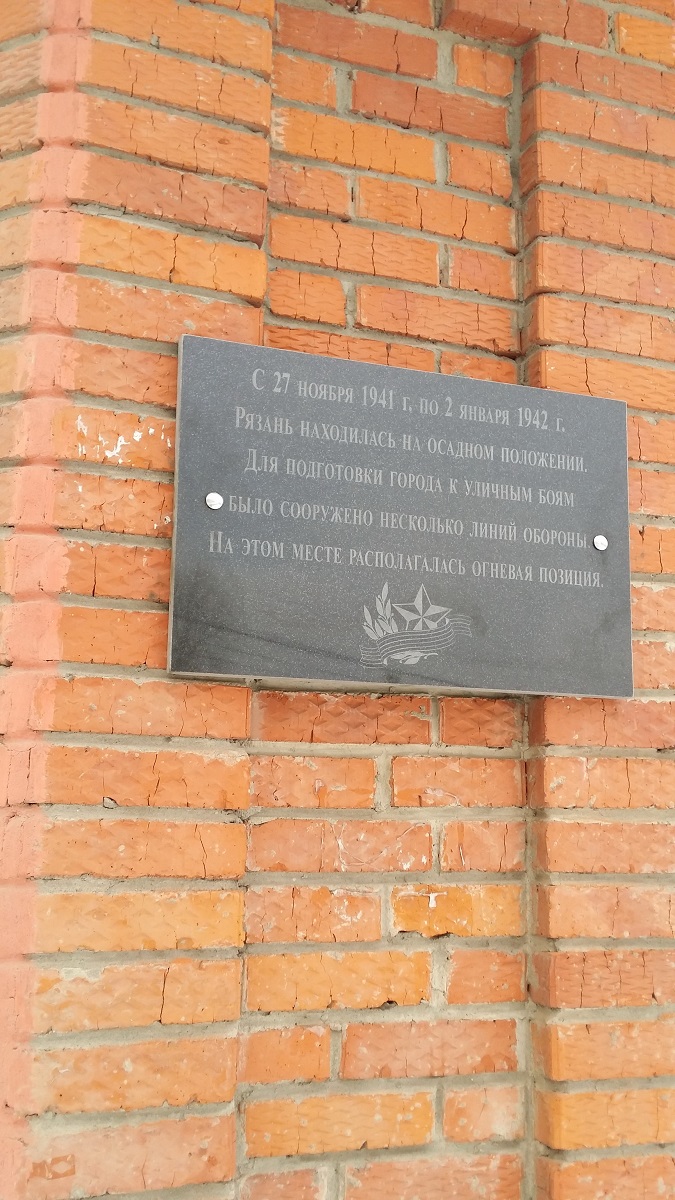 С 27 ноября 1941 г. по 2 января 1942 г.
Рязань находилась на осадном положении.
Для подготовки города к уличным боям
было сооружено несколько линий обороны
На этом месте располагалась огневая позиция.